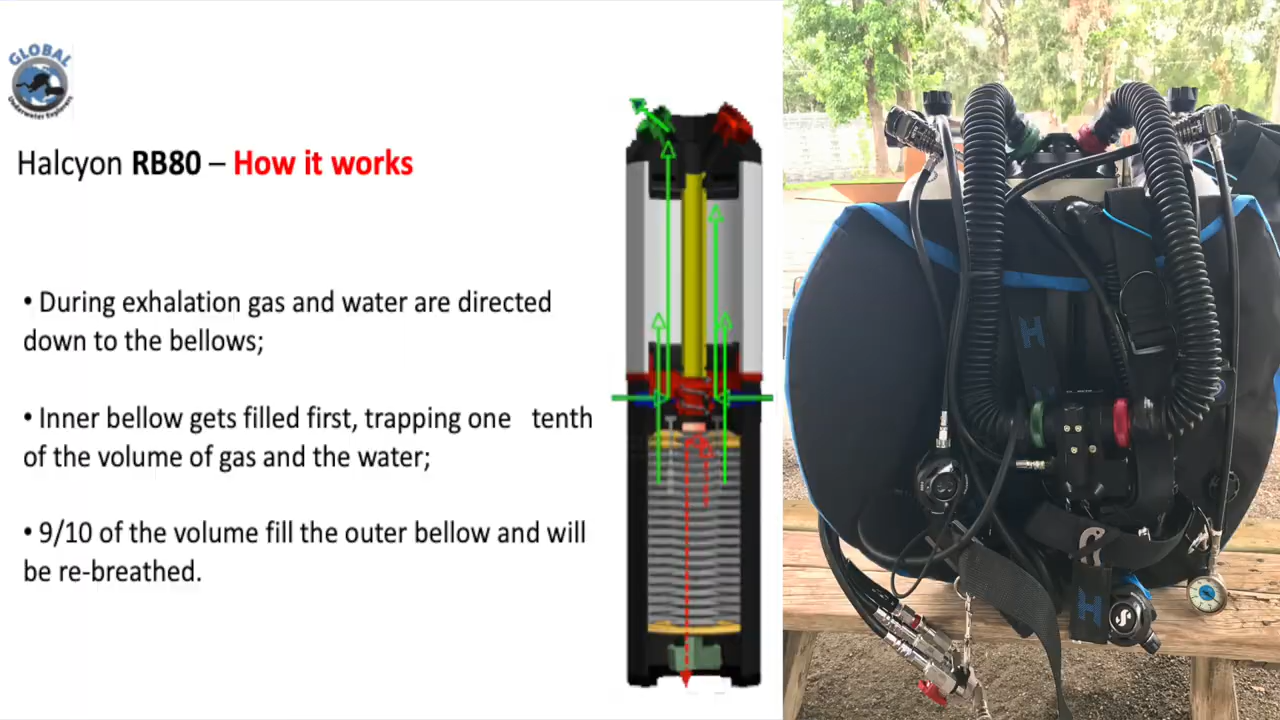 GLOBAL
Underwater Explorers
Halcyon RB80 – How it works
• During exhalation gas and water are directed
down to the bellows;
• Inner bellow gets filled first, trapping one tenth
of the volume of gas and the water;
• 9/10 of the volume fill the outer bellow and will
be re-breathed.
H
H
S